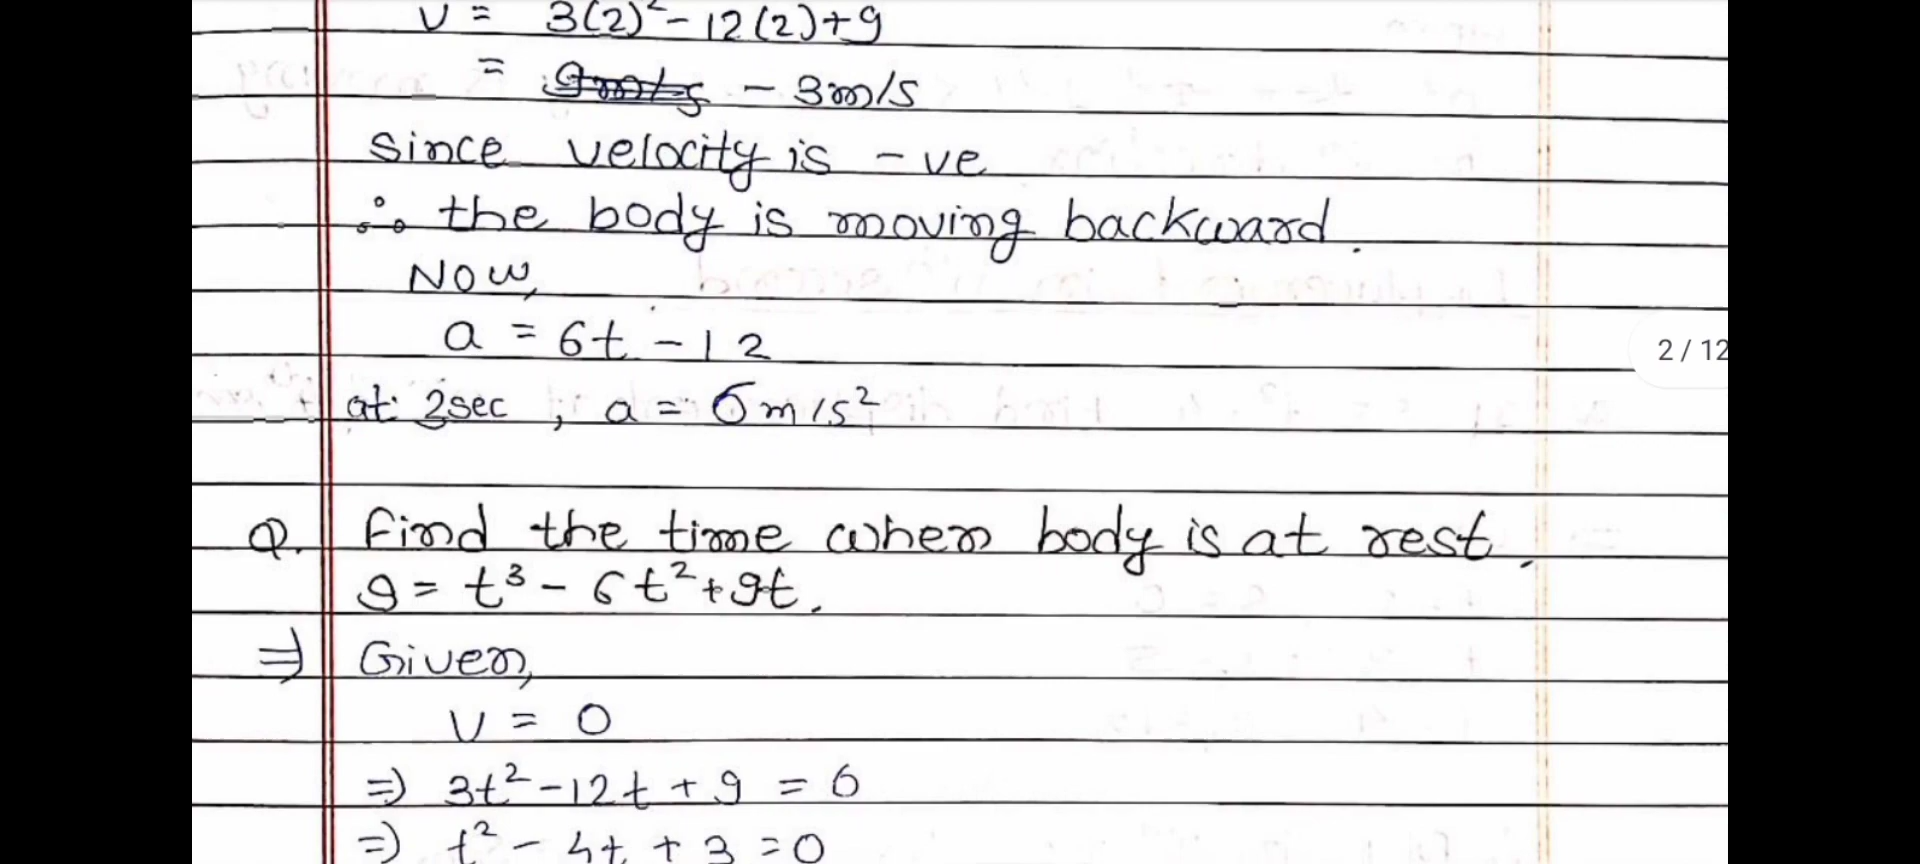 v = 3(2)² - 12(2) + 9
= - 3m/s
Since velocity is -ve
∴ the body is moving backward.
Now,
a = 6t - 12
at 2sec, a = 0 m/s²
Q. Find the time when body is at rest.
s = t³ - 6t² + 9t.
⇒ Given,
v = 0
⇒ 3t² - 12t + 9 = 0
⇒ t² - 4t + 3 = 0
2 / 12